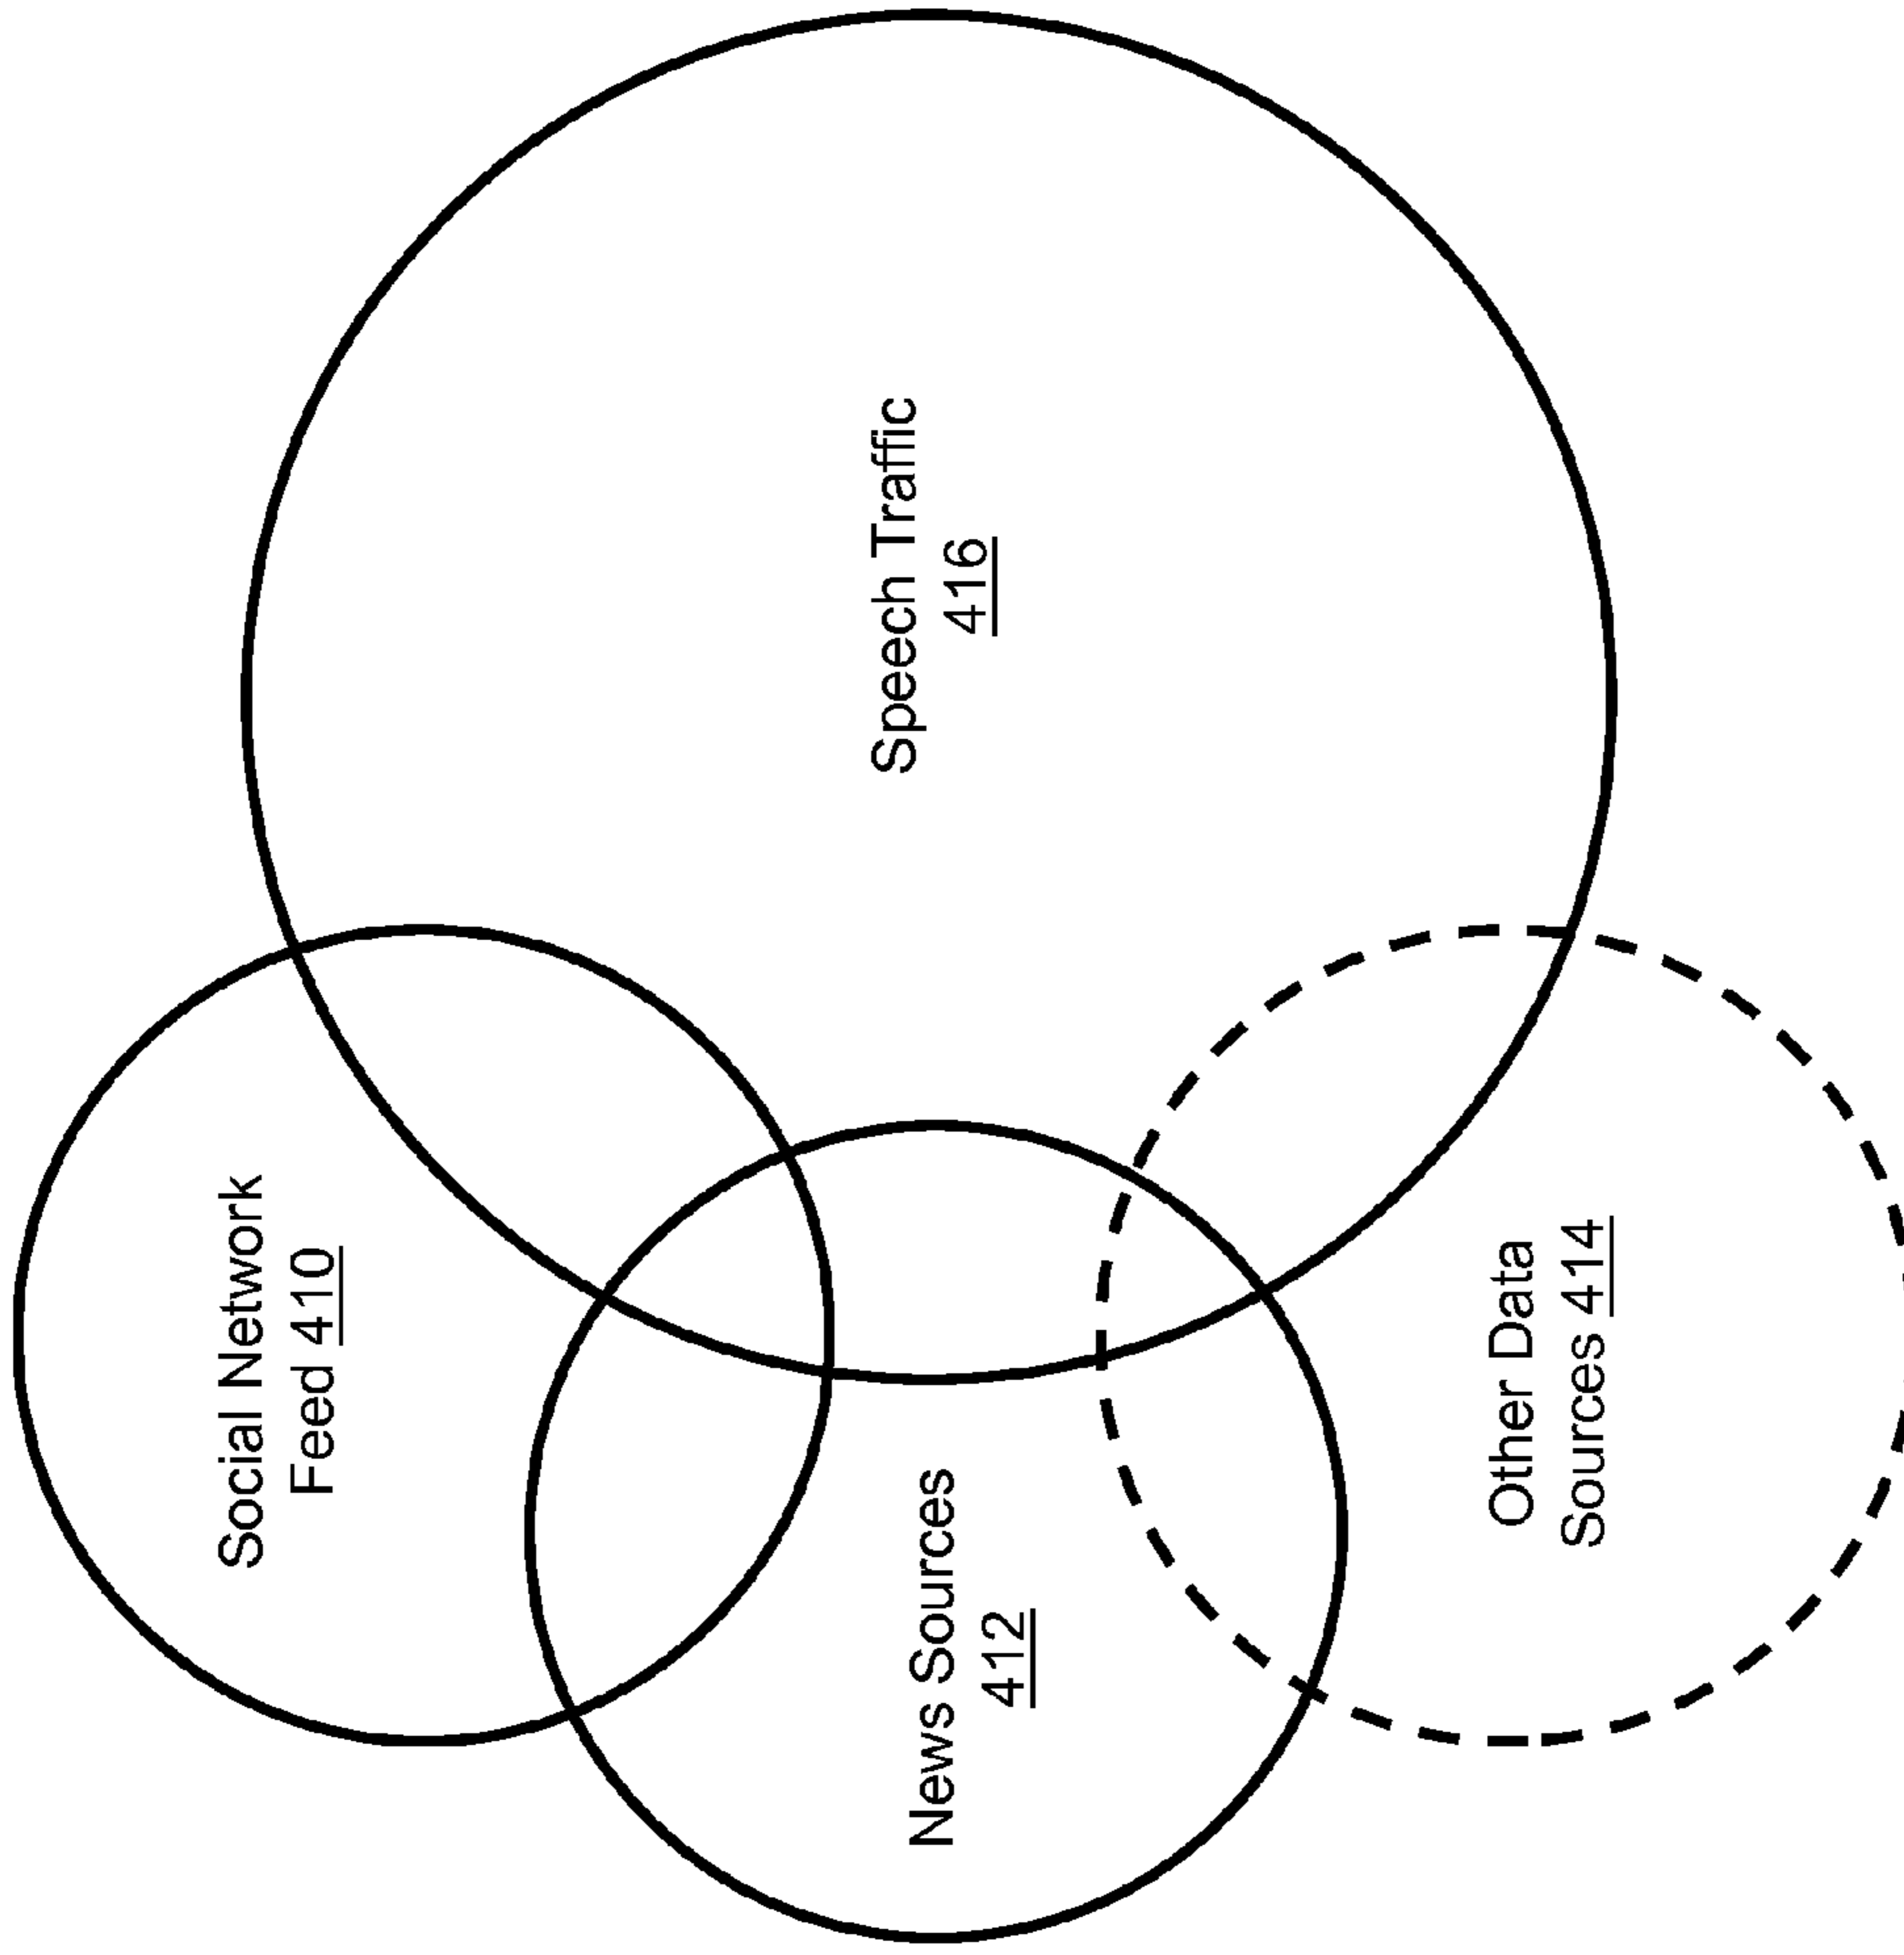 Social Network
Feed 410
News Sources
412
Speech Traffic
416
Other Data
Sources 414